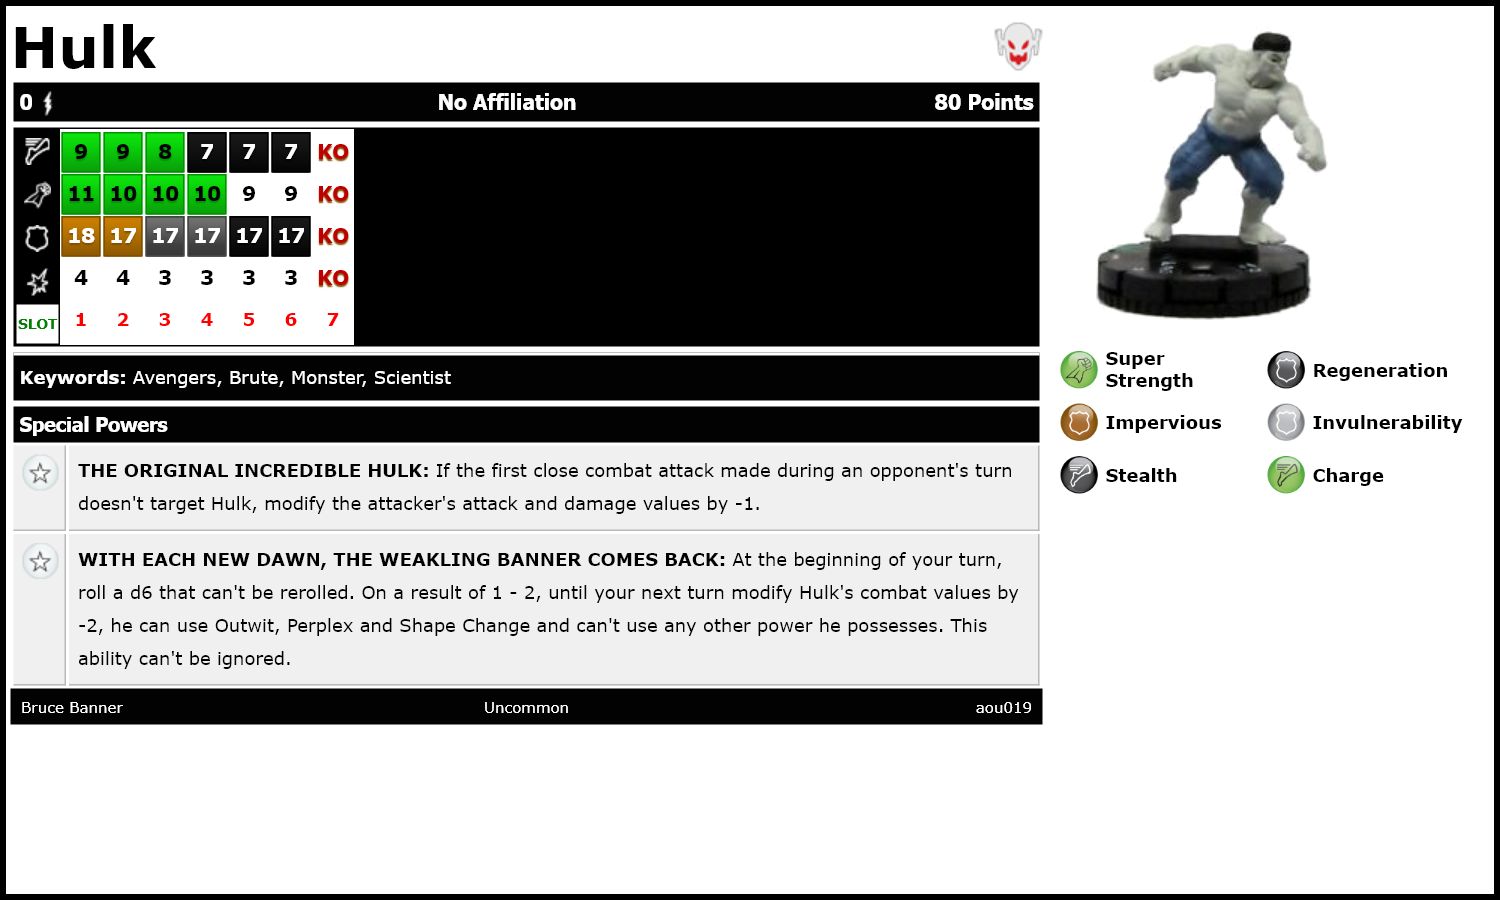 Hulk
0 No Affiliation 80 Points
9 9 8 7 7 7 KO
11 10 10 10 9 9 KO
18 17 17 17 17 17 KO
4 4 3 3 3 3 KO
SLOT 1 2 3 4 5 6 7
Keywords: Avengers, Brute, Monster, Scientist
Special Powers
THE ORIGINAL INCREDIBLE HULK: If the first close combat attack made during an opponent's turn
doesn't target Hulk, modify the attacker's attack and damage values by -1.
WITH EACH NEW DAWN, THE WEAKLING BANNER COMES BACK: At the beginning of your turn,
roll a d6 that can't be rerolled. On a result of 1 - 2, until your next turn modify Hulk's combat values by
-2, he can use Outwit, Perplex and Shape Change and can't use any other power he possesses. This
ability can't be ignored.
Bruce Banner Uncommon aou019
Super
Strength
Regeneration
Impervious
Invulnerability
Stealth
Charge